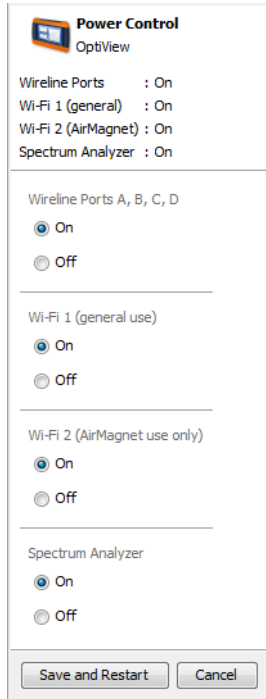 Power Control
OptiView
Wireline Ports : On
Wi-Fi 1 (general) : On
Wi-Fi 2 (AirMagnet) : On
Spectrum Analyzer : On
Wireline Ports A, B, C, D
On
Off
Wi-Fi 1 (general use)
On
Off
Wi-Fi 2 (AirMagnet use only)
On
Off
Spectrum Analyzer
On
Off
Save and Restart Cancel